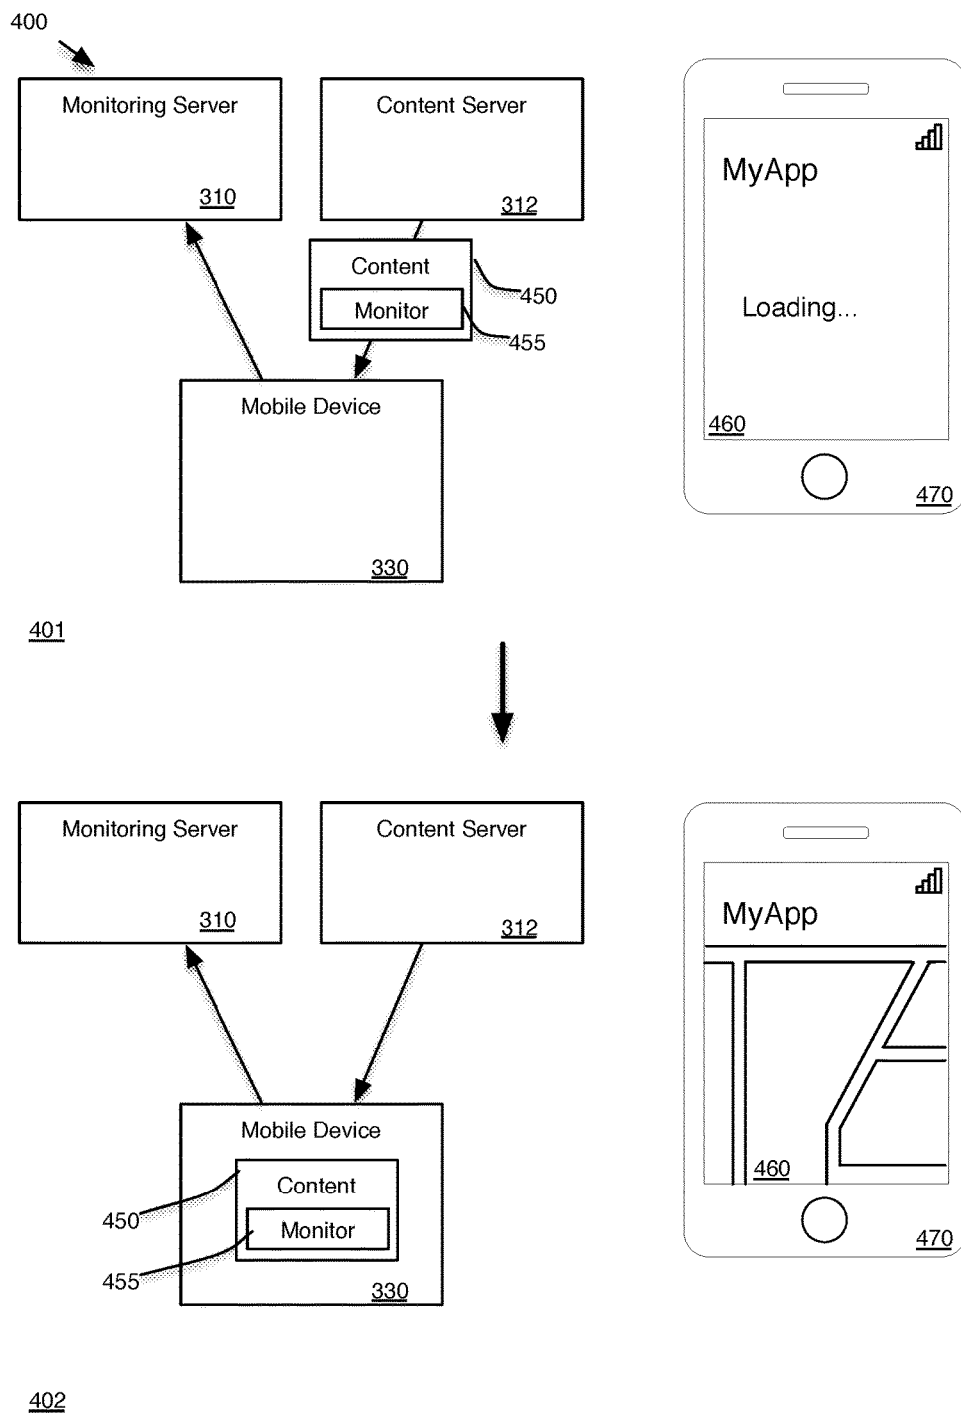 400
Monitoring Server
310
Content Server
312
Content
Monitor
450
455
Mobile Device
330
MyApp
Loading...
460
470
401
Monitoring Server
310
Content Server
312
Mobile Device
Content
Monitor
450
455
330
MyApp
460
470
402